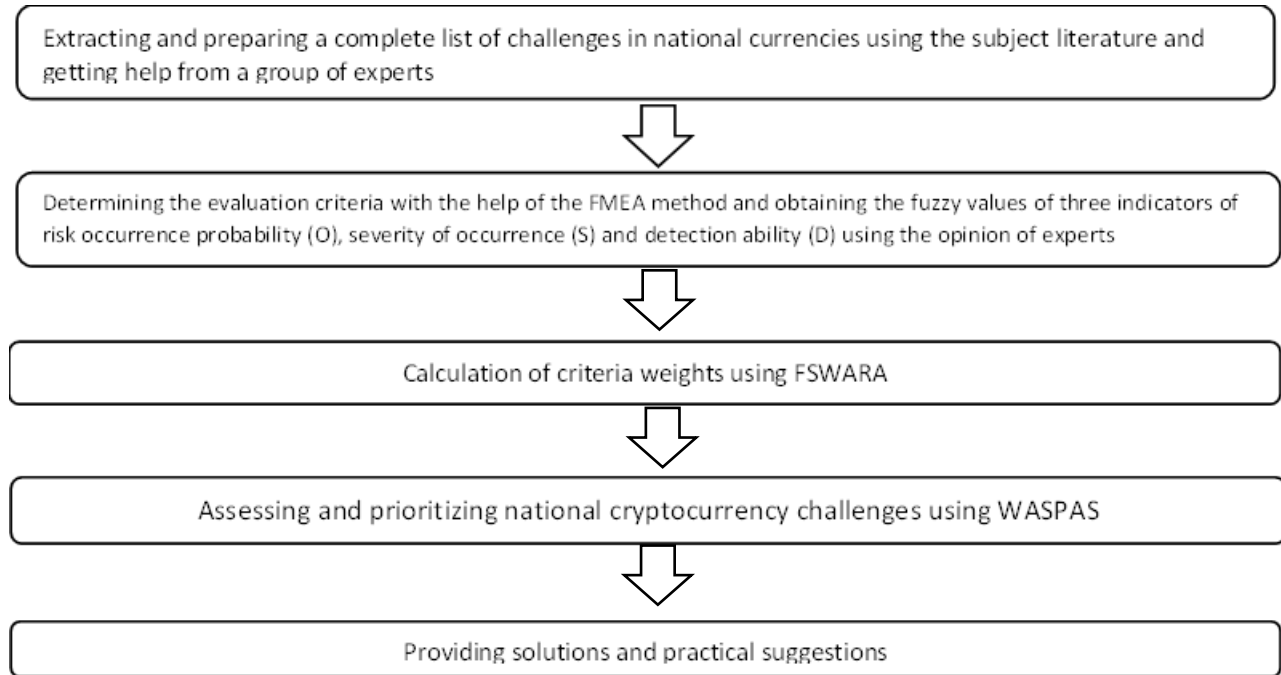 Extracting and preparing a complete list of challenges in national currencies using the subject literature and
getting help from a group of experts
Determining the evaluation criteria with the help of the FMEA method and obtaining the fuzzy values of three indicators of
risk occurrence probability (O), severity of occurrence (S) and detection ability (D) using the opinion of experts
Calculation of criteria weights using FSWARA
Assessing and prioritizing national cryptocurrency challenges using WASPAS
Providing solutions and practical suggestions